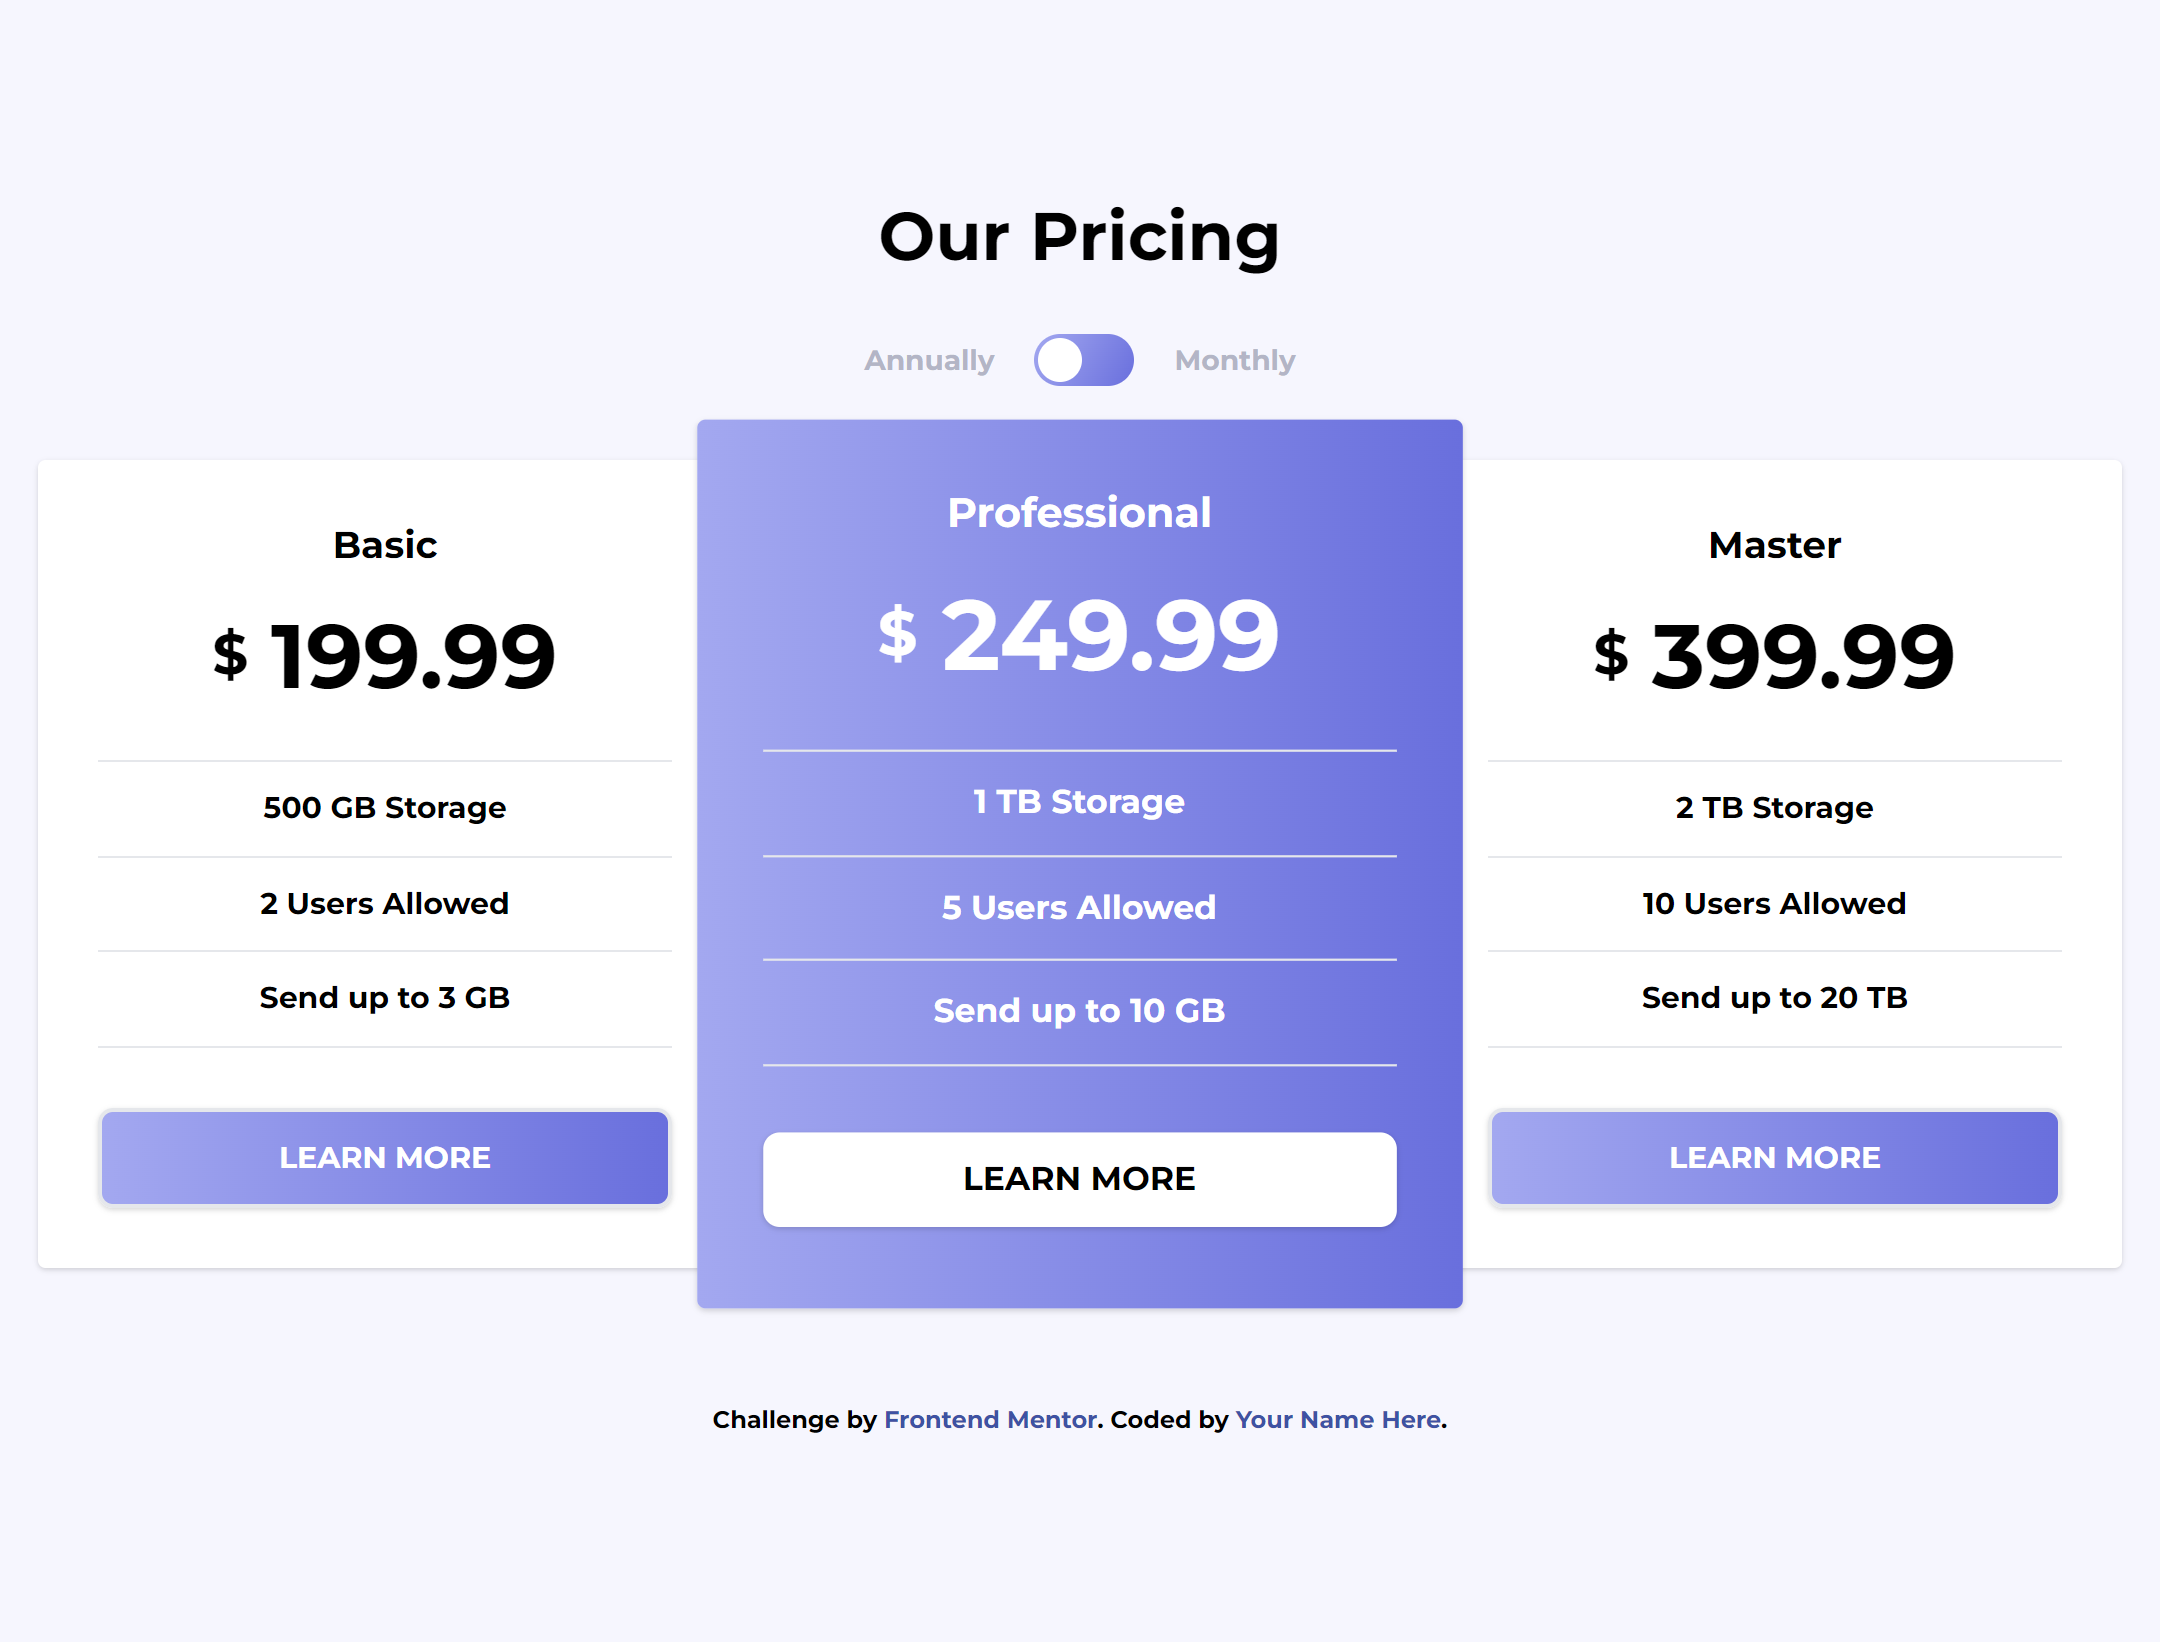 Our Pricing
Annually Monthly
Basic
$ 199.99
500 GB Storage
2 Users Allowed
Send up to 3 GB
LEARN MORE
Professional
$ 249.99
1 TB Storage
5 Users Allowed
Send up to 10 GB
LEARN MORE
Master
$ 399.99
2 TB Storage
10 Users Allowed
Send up to 20 TB
LEARN MORE
Challenge by Frontend Mentor. Coded by Your Name Here.